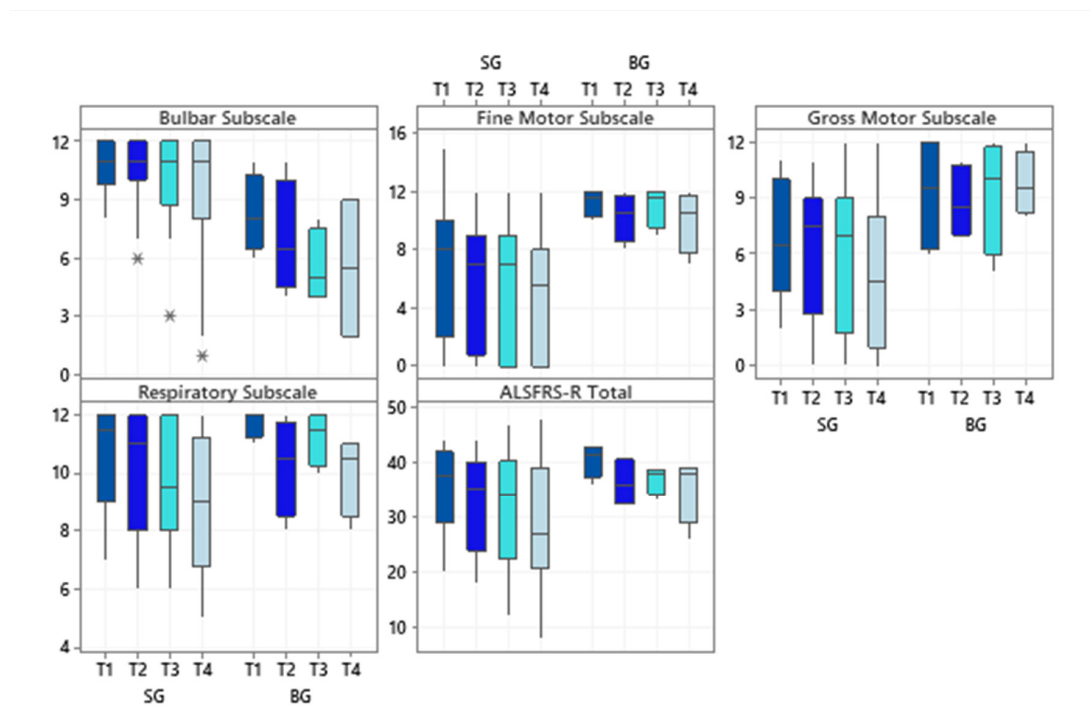 SG BG
T1 T2 T3 T4 T1 T2 T3 T4
Bulbar Subscale
12
9
6
3
0
Fine Motor Subscale
16
12
8
4
0
Gross Motor Subscale
12
9
6
3
0
T1 T2 T3 T4 T1 T2 T3 T4
SG BG
Respiratory Subscale
12
10
8
6
4
T1 T2 T3 T4 T1 T2 T3 T4
SG BG
ALSFRS-R Total
50
40
30
20
10